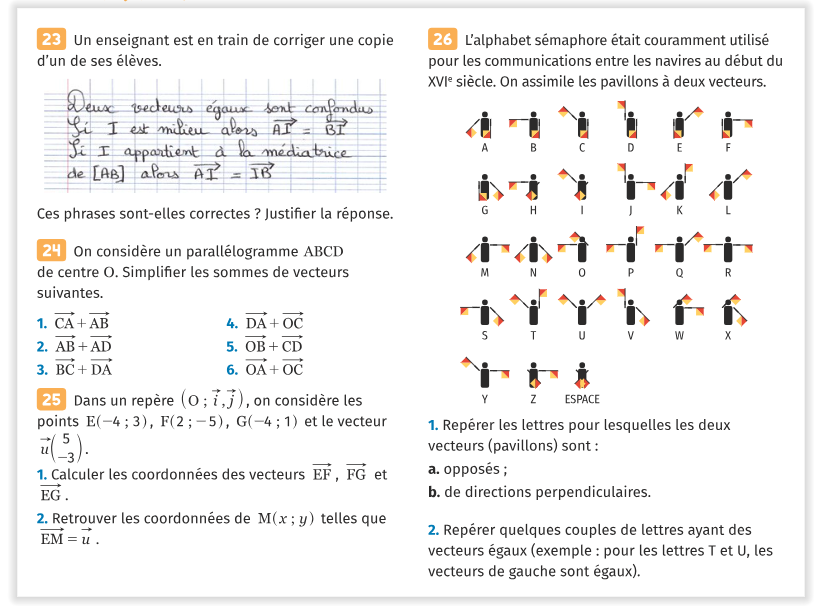 23 Un enseignant est en train de corriger une copie
d’un de ses élèves.
Deux vecteurs égaux sont confondus
Si I est milieu alors AI = BI
Si I appartient à la médiatrice
de [AB] alors AI = IB
Ces phrases sont-elles correctes ? Justifier la réponse.
24 On considère un parallélogramme ABCD
de centre O. Simplifier les sommes de vecteurs
suivantes.
1. CA + AB
2. AB + AD
3. BC + DA
4. DA + OC
5. OB + CD
6. OA + OC
25 Dans un repère (O ; i, j), on considère les
points E(−4 ; 3), F(2 ; −5), G(−4 ; 1) et le vecteur
u(5
−3).
1. Calculer les coordonnées des vecteurs EF, FG et
EG.
2. Retrouver les coordonnées de M(x ; y) telles que
EM = u.
26 L’alphabet sémaphore était couramment utilisé
pour les communications entre les navires au début du
XVIe siècle. On assimile les pavillons à deux vecteurs.
A B C D E F
G H I J K L
M N O P Q R
S T U V W X
Y Z ESPACE
1. Repérer les lettres pour lesquelles les deux
vecteurs (pavillons) sont :
a. opposés ;
b. de directions perpendiculaires.
2. Repérer quelques couples de lettres ayant des
vecteurs égaux (exemple : pour les lettres T et U, les
vecteurs de gauche sont égaux).